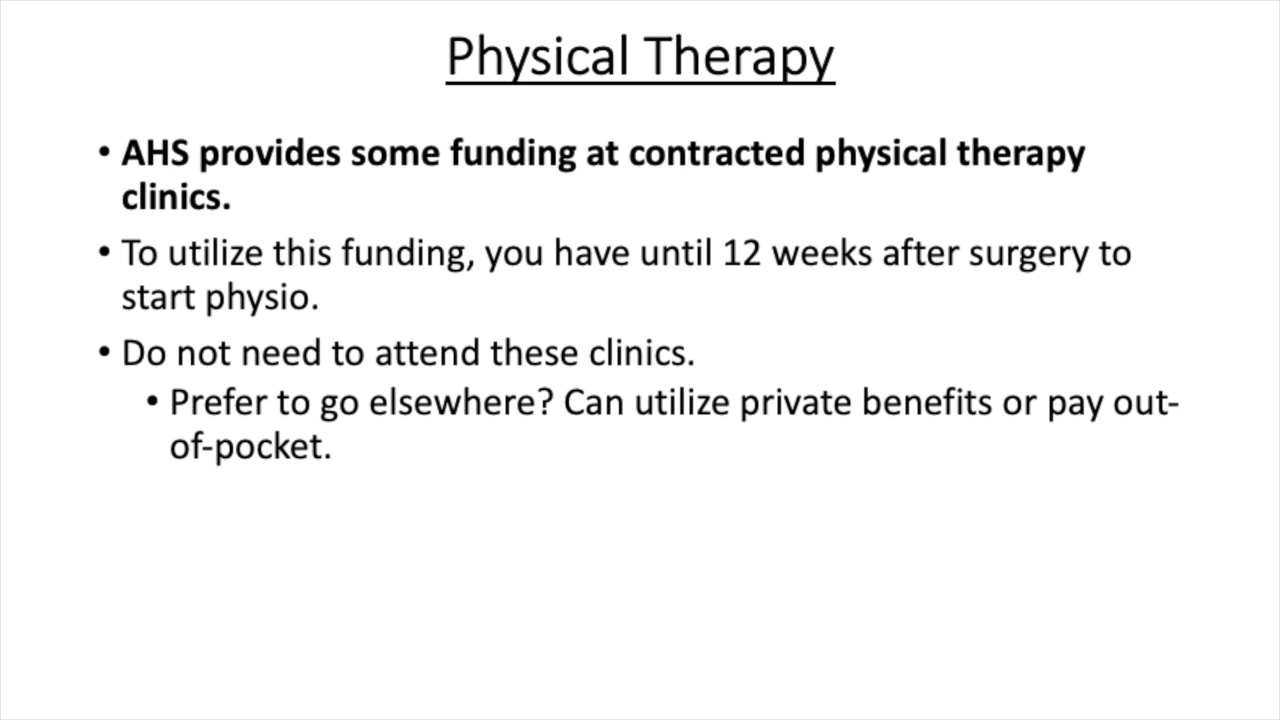 Physical Therapy
• AHS provides some funding at contracted physical therapy
clinics.
• To utilize this funding, you have until 12 weeks after surgery to
start physio.
• Do not need to attend these clinics.
• Prefer to go elsewhere? Can utilize private benefits or pay out-
of-pocket.